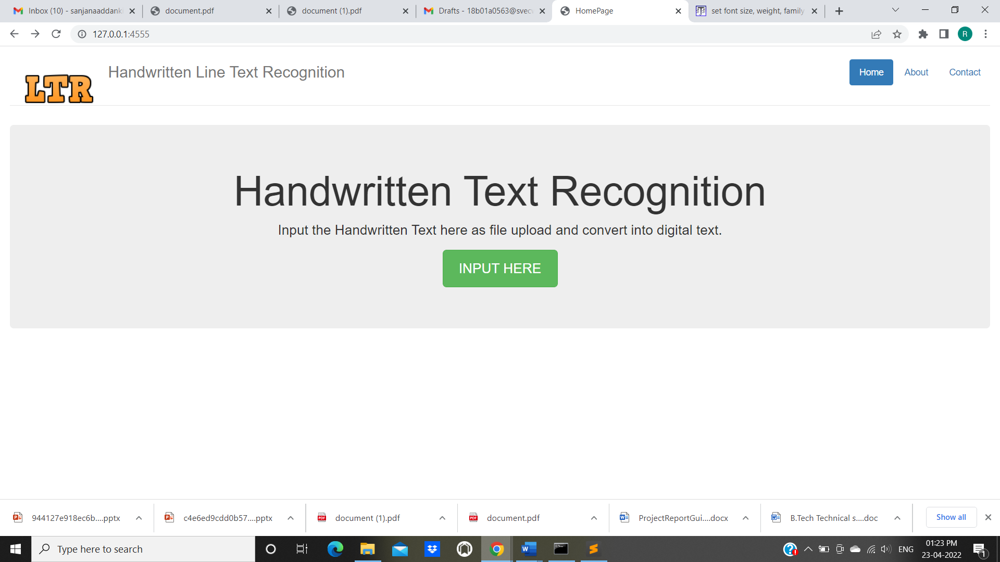 Inbox (10) - sanjanaaddank
document.pdf
document (1).pdf
Drafts - 18b01a0563@svecw
HomePage
set font size, weight, family
127.0.0.1:4555
R
LTR
Handwritten Line Text Recognition
Home
About
Contact
Handwritten Text Recognition
Input the Handwritten Text here as file upload and convert into digital text.
INPUT HERE
944127e918ec6b....pptx
c4e6ed9cdd0b57....pptx
document (1).pdf
document.pdf
ProjectReportGui....docx
B.Tech Technical s....doc
Show all
Type here to search
ENG
01:23 PM
23-04-2022
1